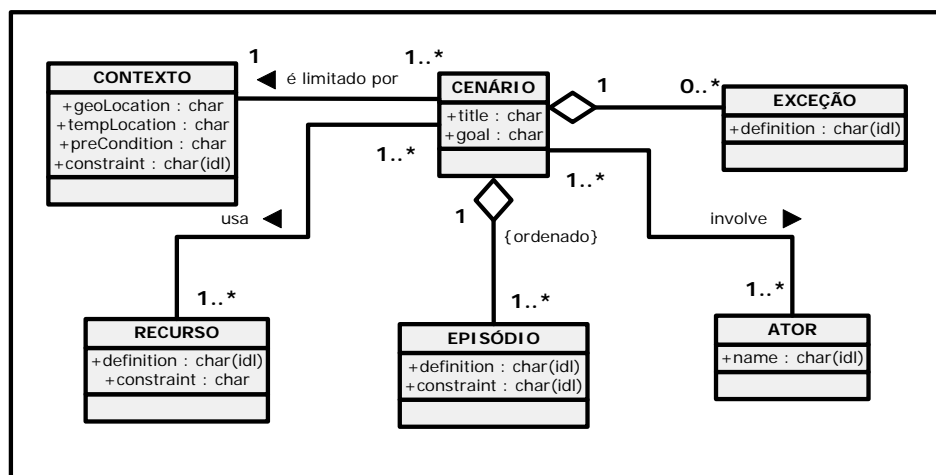 1
1..*
é limitado por
CONTEXTO
+geoLocation : char
+tempLocation : char
+preCondition : char
+constraint : char(idl)
CENÁRIO
+title : char
+goal : char
1
0..*
EXCEÇÃO
+definition : char(idl)
1..*
1..*
usa
1
{ordenado}
involve
1..*
1..*
1..*
RECURSO
+definition : char(idl)
+constraint : char
EPISÓDIO
+definition : char(idl)
+constraint : char(idl)
ATOR
+name : char(idl)